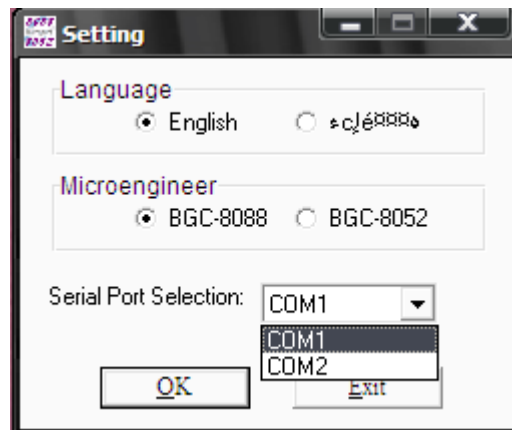 Setting
Language
English
Microengineer
BGC-8088 BGC-8052
Serial Port Selection: COM1
COM1
COM2
OK Exit